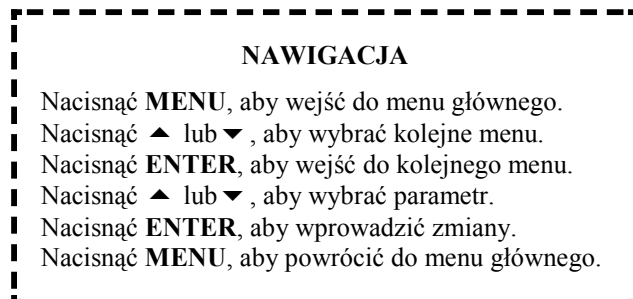 NAWIGACJA
Nacisnąć MENU, aby wejść do menu głównego.
Nacisnąć ▲ lub ▼ , aby wybrać kolejne menu.
Nacisnąć ENTER, aby wejść do kolejnego menu.
Nacisnąć ▲ lub ▼ , aby wybrać parametr.
Nacisnąć ENTER, aby wprowadzić zmiany.
Nacisnąć MENU, aby powrócić do menu głównego.